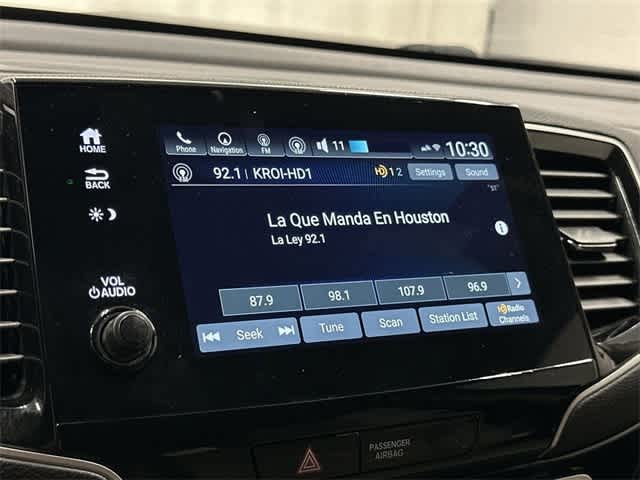 HOME
BACK
VOL
AUDIO
Phone
Navigation
FM
11
10:30
92.1 | KROI-HD1
HD 1 2
Settings
Sound
La Que Manda En Houston
La Ley 92.1
87.9
98.1
107.9
96.9
Seek
Tune
Scan
Station List
HD Radio
Channels
PASSENGER
AIRBAG